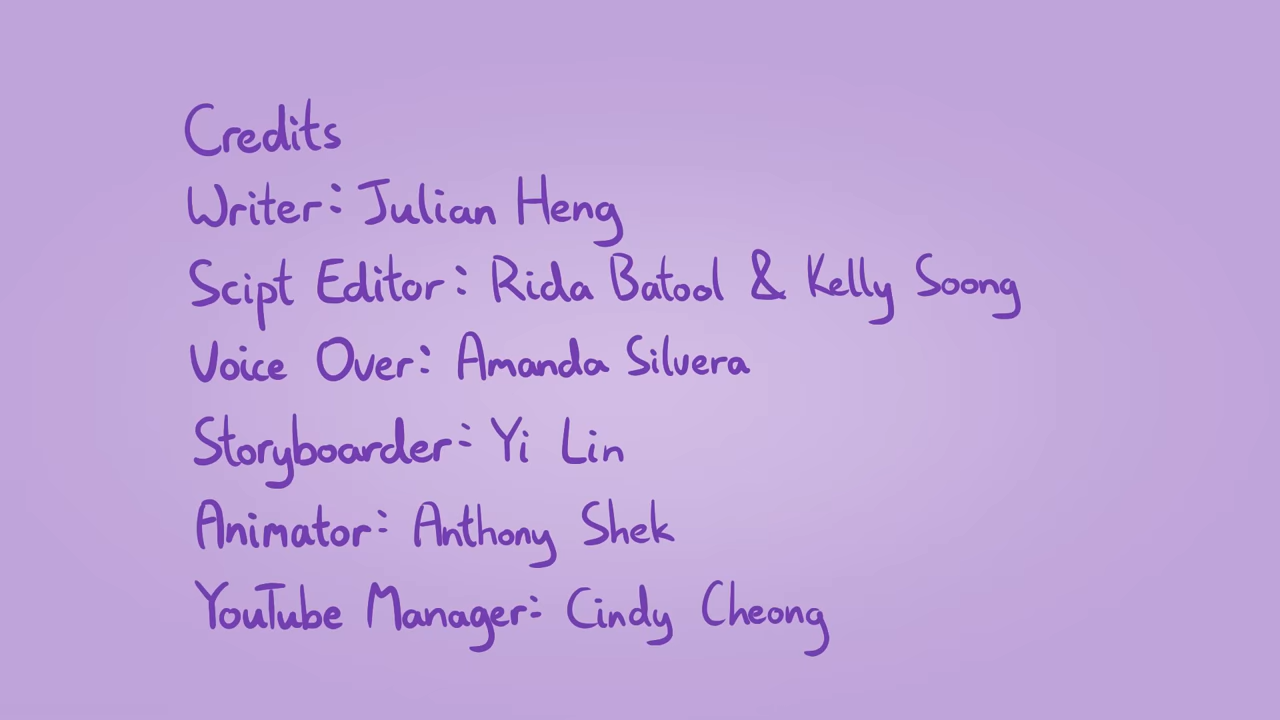 Credits
Writer: Julian Heng
Scipt Editor: Rida Batool & Kelly Soong
Voice Over: Amanda Silvera
Storyboarder: Yi Lin
Animator: Anthony Shek
YouTube Manager: Cindy Cheong